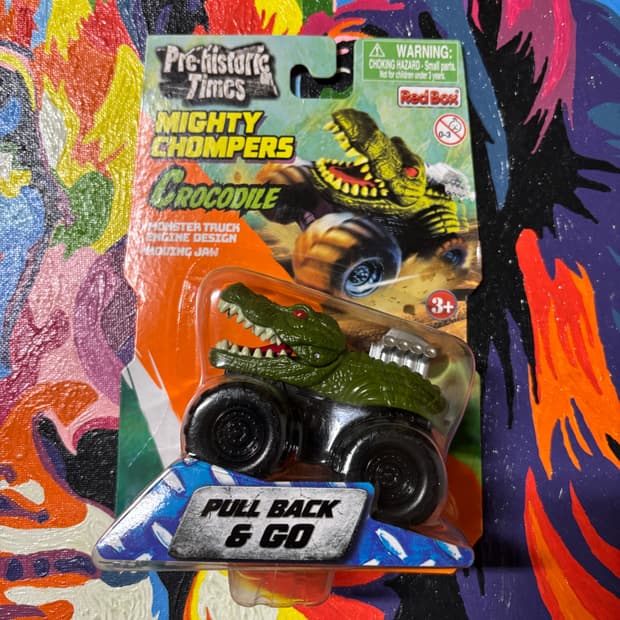 Pre-historic
Times
WARNING:
CHOKING HAZARD - Small parts.
Not for children under 3 years.
Red Box
0-3
MIGHTY
CHOMPERS
CROCODILE
MONSTER TRUCK
ENGINE DESIGN
MOVING JAW
3+
PULL BACK
& GO